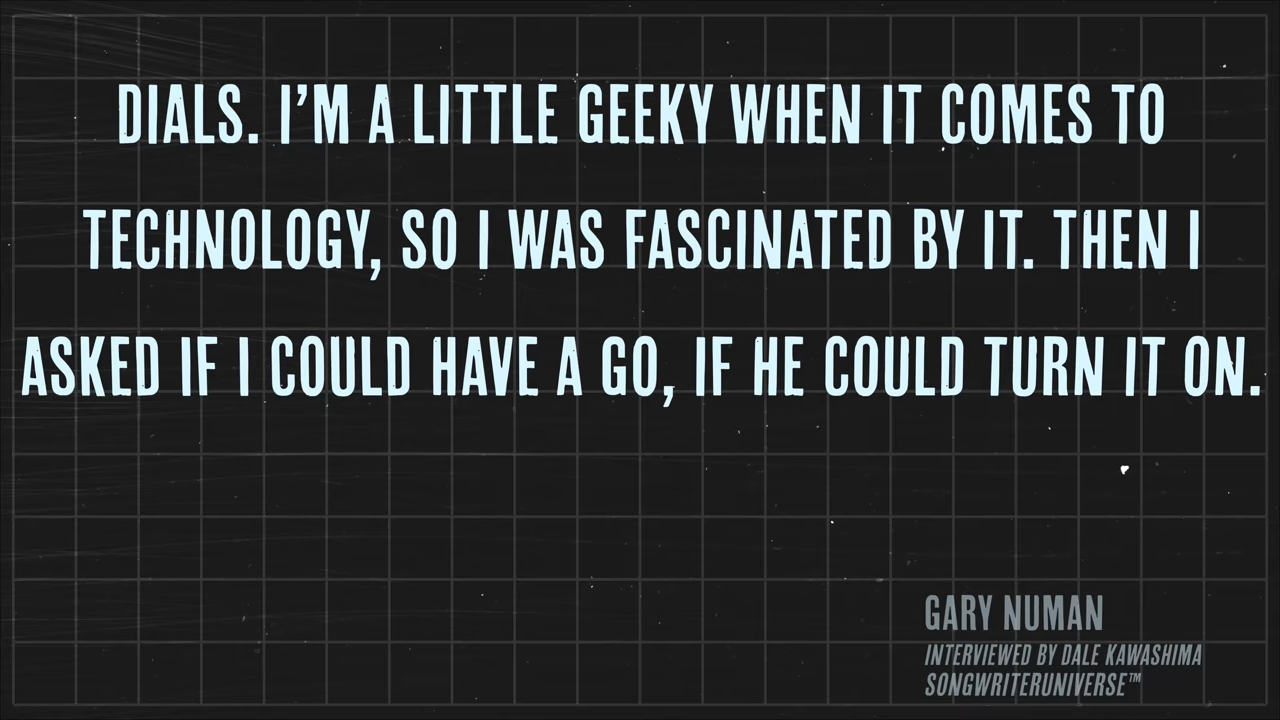 DIALS. I’M A LITTLE GEEKY WHEN IT COMES TO
TECHNOLOGY, SO I WAS FASCINATED BY IT. THEN I
ASKED IF I COULD HAVE A GO, IF HE COULD TURN IT ON.
GARY NUMAN
INTERVIEWED BY DALE KAWASHIMA
SONGWRITERUNIVERSE™